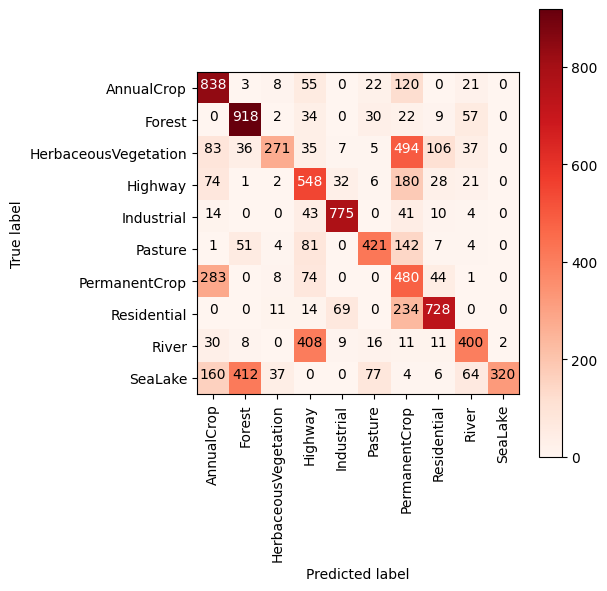 AnnualCrop 838 3 8 55 0 22 120 0 21 0
Forest 0 918 2 34 0 30 22 9 57 0
HerbaceousVegetation 83 36 271 35 7 5 494 106 37 0
Highway 74 1 2 548 32 6 180 28 21 0
Industrial 14 0 0 43 775 0 41 10 4 0
Pasture 1 51 4 81 0 421 142 7 4 0
PermanentCrop 283 0 8 74 0 0 480 44 1 0
Residential 0 0 11 14 69 0 234 728 0 0
River 30 8 0 408 9 16 11 11 400 2
SeaLake 160 412 37 0 0 77 4 6 64 320
True label
AnnualCrop
Forest
HerbaceousVegetation
Highway
Industrial
Pasture
PermanentCrop
Residential
River
SeaLake
Predicted label
800
600
400
200
0